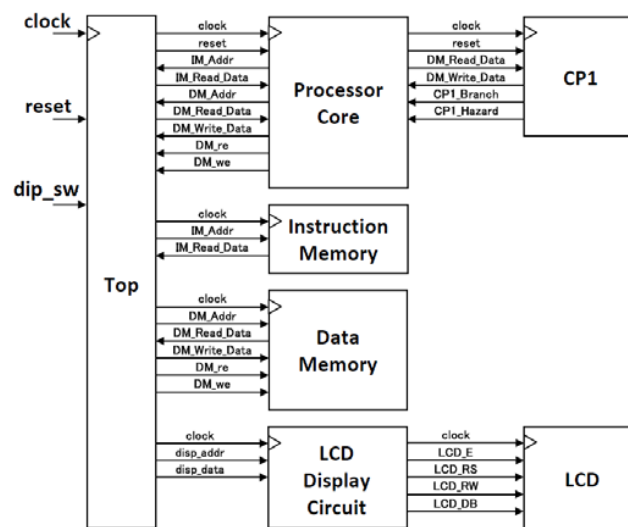 clock
reset
dip_sw
Top
clock
reset
IM_Addr
IM_Read_Data
DM_Addr
DM_Read_Data
DM_Write_Data
DM_re
DM_we
Processor
Core
clock
reset
DM_Read_Data
DM_Write_Data
CP1_Branch
CP1_Hazard
CP1
clock
IM_Addr
IM_Read_Data
Instruction
Memory
clock
DM_Addr
DM_Read_Data
DM_Write_Data
DM_re
DM_we
Data
Memory
clock
disp_addr
disp_data
LCD
Display
Circuit
clock
LCD_E
LCD_RS
LCD_RW
LCD_DB
LCD